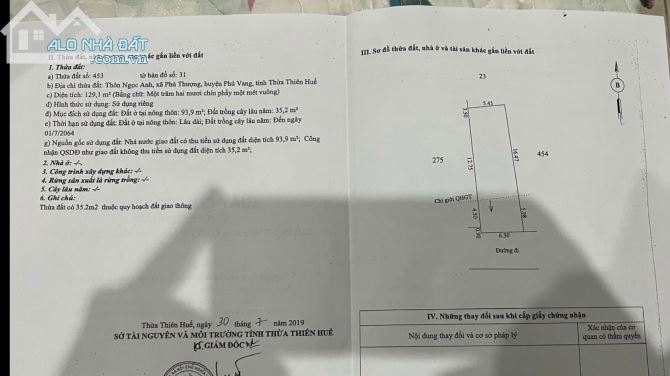 ALO NHÀ ĐẤT
.com.vn
II. Thửa đất, khác gắn liền với đất
1. Thửa đất:
a) Thửa đất số: 453 tờ bản đồ số: 31
b) Địa chỉ thửa đất: Thôn Ngọc Anh, xã Phú Thượng, huyện Phú Vang, tỉnh Thừa Thiên Huế
c) Diện tích: 129,1 m² (Bằng chữ: Một trăm hai mươi chín phẩy một mét vuông)
d) Hình thức sử dụng: Sử dụng riêng
đ) Mục đích sử dụng đất: Đất ở tại nông thôn: 93,9 m²; Đất trồng cây lâu năm: 35,2 m²
e) Thời hạn sử dụng đất: Đất ở tại nông thôn: Lâu dài; Đất trồng cây lâu năm: Đến ngày
01/7/2064
g) Nguồn gốc sử dụng đất: Nhà nước giao đất có thu tiền sử dụng đất diện tích 93,9 m²; Công
nhận QSDĐ như giao đất không thu tiền sử dụng đất diện tích 35,2 m²;
2. Nhà ở: -/-
3. Công trình xây dựng khác: -/-
4. Rừng sản xuất là rừng trồng: -/-
5. Cây lâu năm: -/-
6. Ghi chú:
Thửa đất có 35.2m2 thuộc quy hoạch đất giao thông
Thừa Thiên Huế, ngày 30 tháng 7 năm 2019
SỞ TÀI NGUYÊN VÀ MÔI TRƯỜNG TỈNH THỪA THIÊN HUẾ
GIÁM ĐỐC
III. Sơ đồ thửa đất, nhà ở và tài sản khác gắn liền với đất
23
B
5.45
12.75
16.47
275
454
Chỉ giới QHGT
4.50
5.98
6.30
Đường đi
IV. Những thay đổi sau khi cấp giấy chứng nhận
Nội dung thay đổi và cơ sở pháp lý
Xác nhận của cơ
quan có thẩm quyền